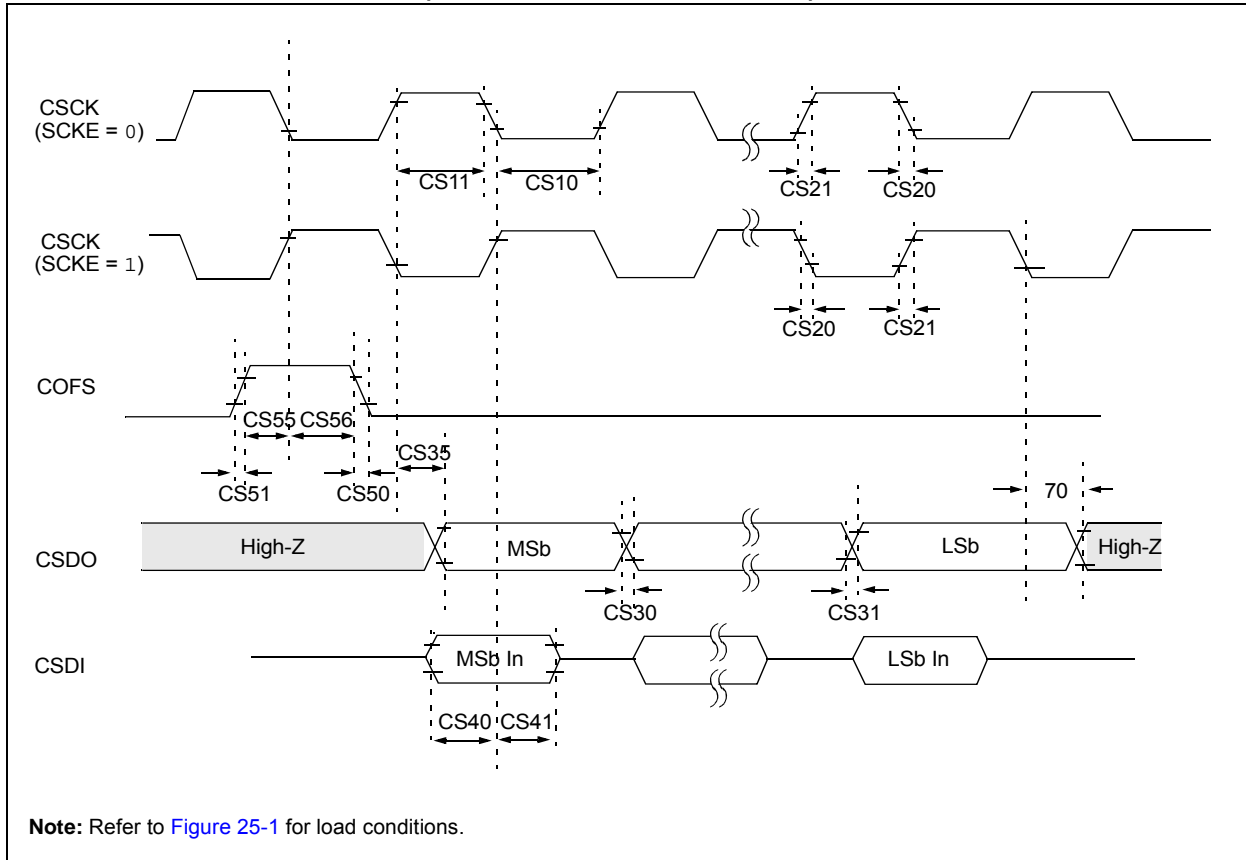 CSCK
(SCKE = 0)
CS11
CS10
CS21
CS20
CSCK
(SCKE = 1)
CS20
CS21
COFS
CS55
CS56
CS35
CS51
CS50
70
CSDO
High-Z
MSb
LSb
High-Z
CS30
CS31
CSDI
MSb In
LSb In
CS40
CS41
Note: Refer to Figure 25-1 for load conditions.